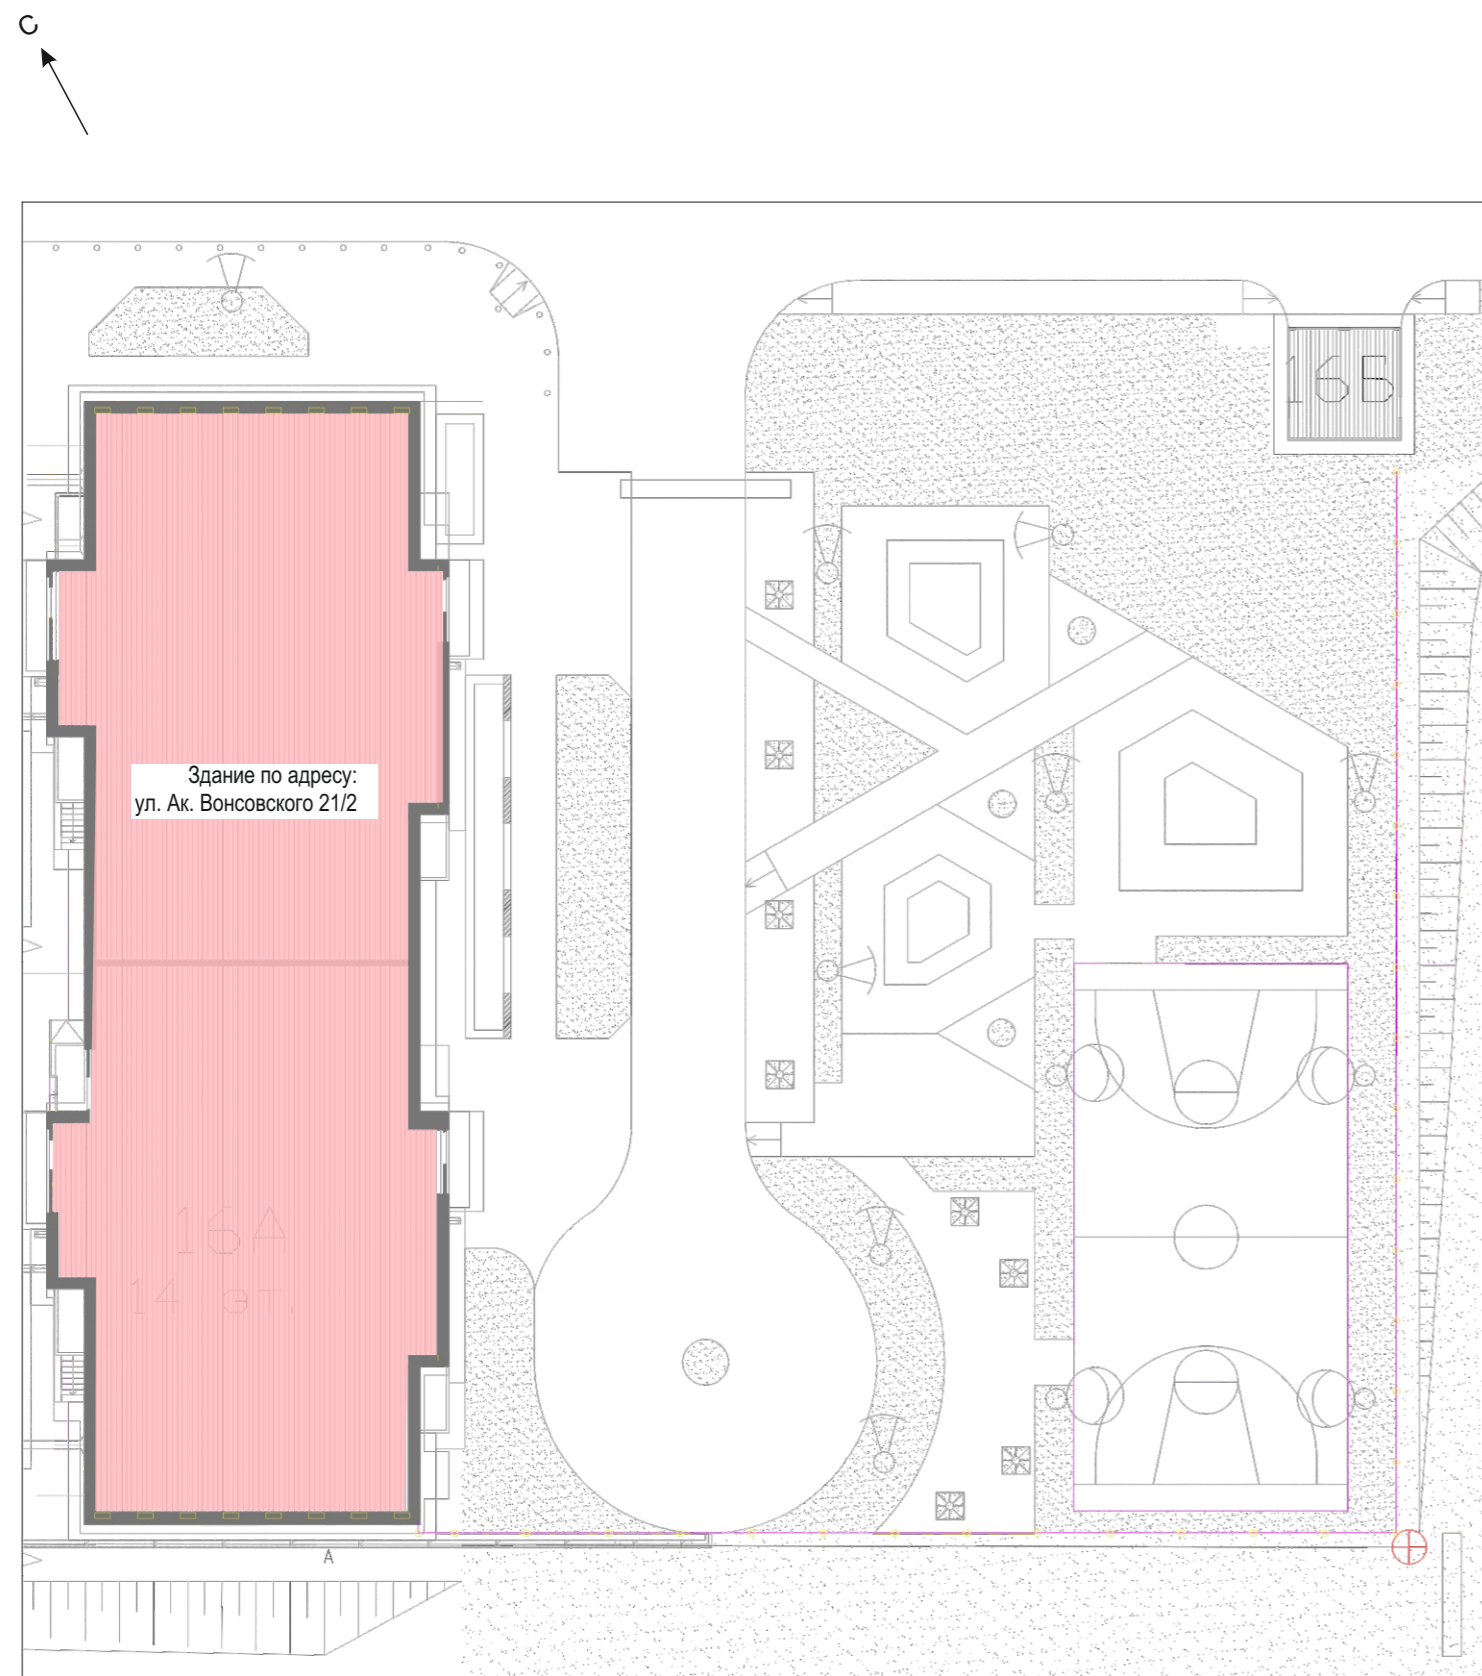 С
16Б
Здание по адресу:
ул. Ак. Вонсовского 21/2
16А
14 эт.
А